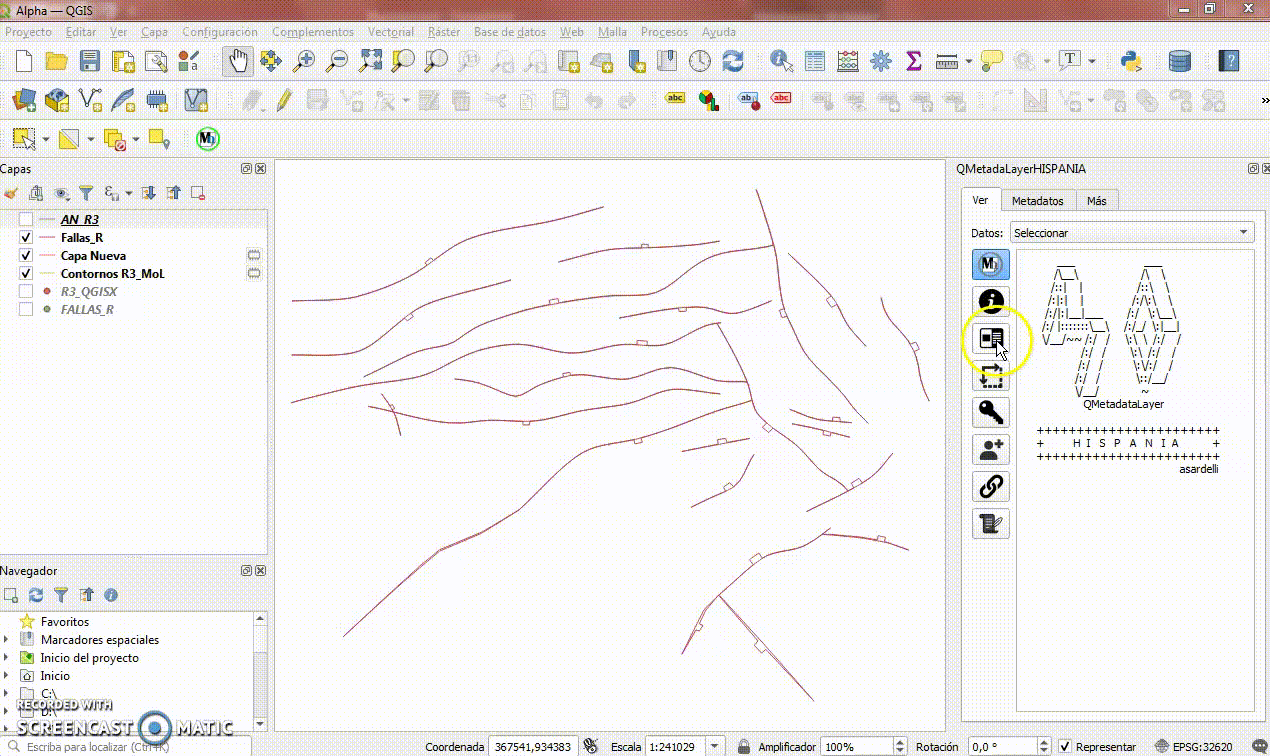 Alpha — QGIS
Proyecto Editar Ver Capa Configuración Complementos Vectorial Ráster Base de datos Web Malla Procesos Ayuda
Capas
AN_R3
Fallas_R
Capa Nueva
Contornos R3_MoL
R3_QGISX
FALLAS_R
Navegador
Favoritos
Marcadores espaciales
Inicio del proyecto
Inicio
C:\
D:\
RECORDED WITH
SCREENCAST MATIC
Escriba para localizar (Ctrl+K)
Coordenada 367541,934383 Escala 1:241029 Amplificador 100% Rotación 0,0 ° Representar EPSG:32620
QMetadaLayerHISPANIA
Ver Metadatos Más
Datos: Seleccionar
QMetadataLayer
++++++++++++++++++++++++
+ H I S P A N I A +
++++++++++++++++++++++++
asardelli